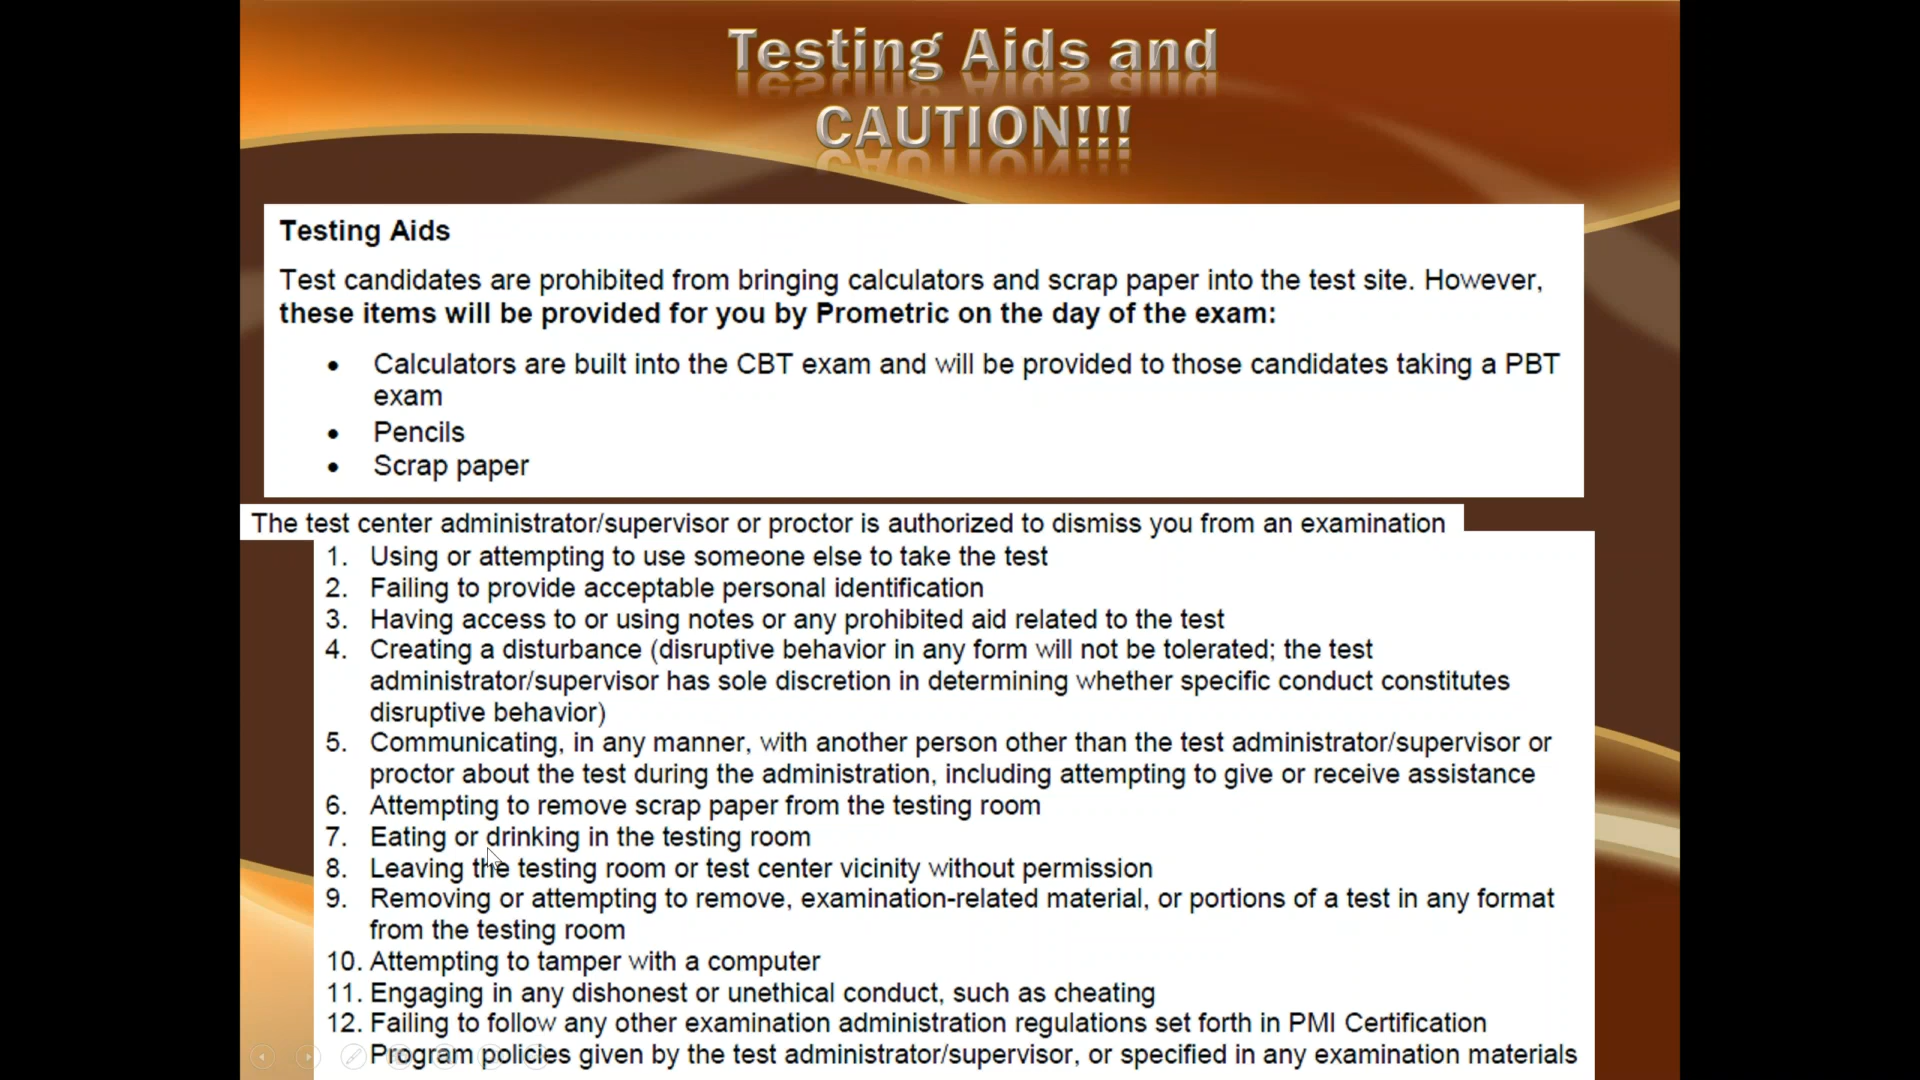 Testing Aids and
CAUTION!!!
Testing Aids
Test candidates are prohibited from bringing calculators and scrap paper into the test site. However,
these items will be provided for you by Prometric on the day of the exam:
• Calculators are built into the CBT exam and will be provided to those candidates taking a PBT
exam
• Pencils
• Scrap paper
The test center administrator/supervisor or proctor is authorized to dismiss you from an examination
1. Using or attempting to use someone else to take the test
2. Failing to provide acceptable personal identification
3. Having access to or using notes or any prohibited aid related to the test
4. Creating a disturbance (disruptive behavior in any form will not be tolerated; the test
administrator/supervisor has sole discretion in determining whether specific conduct constitutes
disruptive behavior)
5. Communicating, in any manner, with another person other than the test administrator/supervisor or
proctor about the test during the administration, including attempting to give or receive assistance
6. Attempting to remove scrap paper from the testing room
7. Eating or drinking in the testing room
8. Leaving the testing room or test center vicinity without permission
9. Removing or attempting to remove, examination-related material, or portions of a test in any format
from the testing room
10. Attempting to tamper with a computer
11. Engaging in any dishonest or unethical conduct, such as cheating
12. Failing to follow any other examination administration regulations set forth in PMI Certification
Program policies given by the test administrator/supervisor, or specified in any examination materials